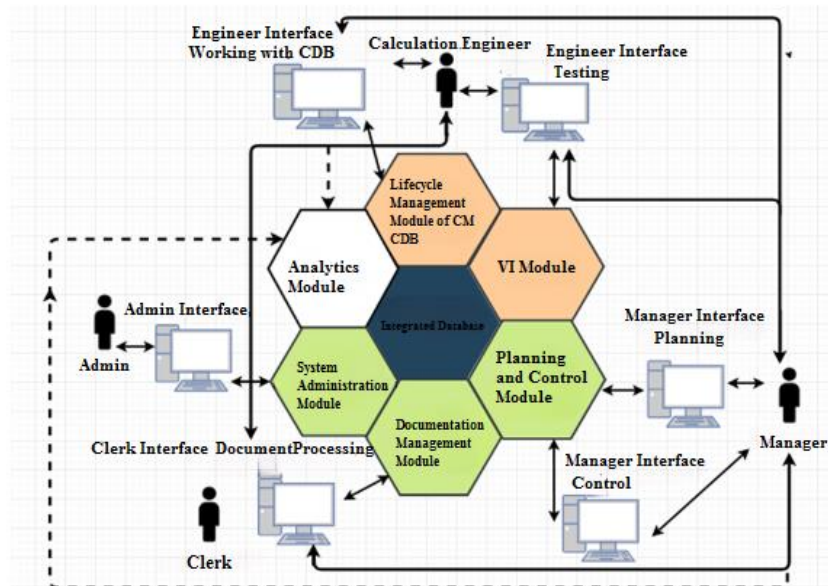 Engineer Interface
Working with CDB
Calculation Engineer
Engineer Interface
Testing
Lifecycle
Management
Module of CM
CDB
Analytics
Module
VI Module
Integrated Database
Admin Interface
Admin
System
Administration
Module
Planning
and Control
Module
Manager Interface
Planning
Manager
Documentation
Management
Module
Clerk Interface DocumentProcessing
Clerk
Manager Interface
Control